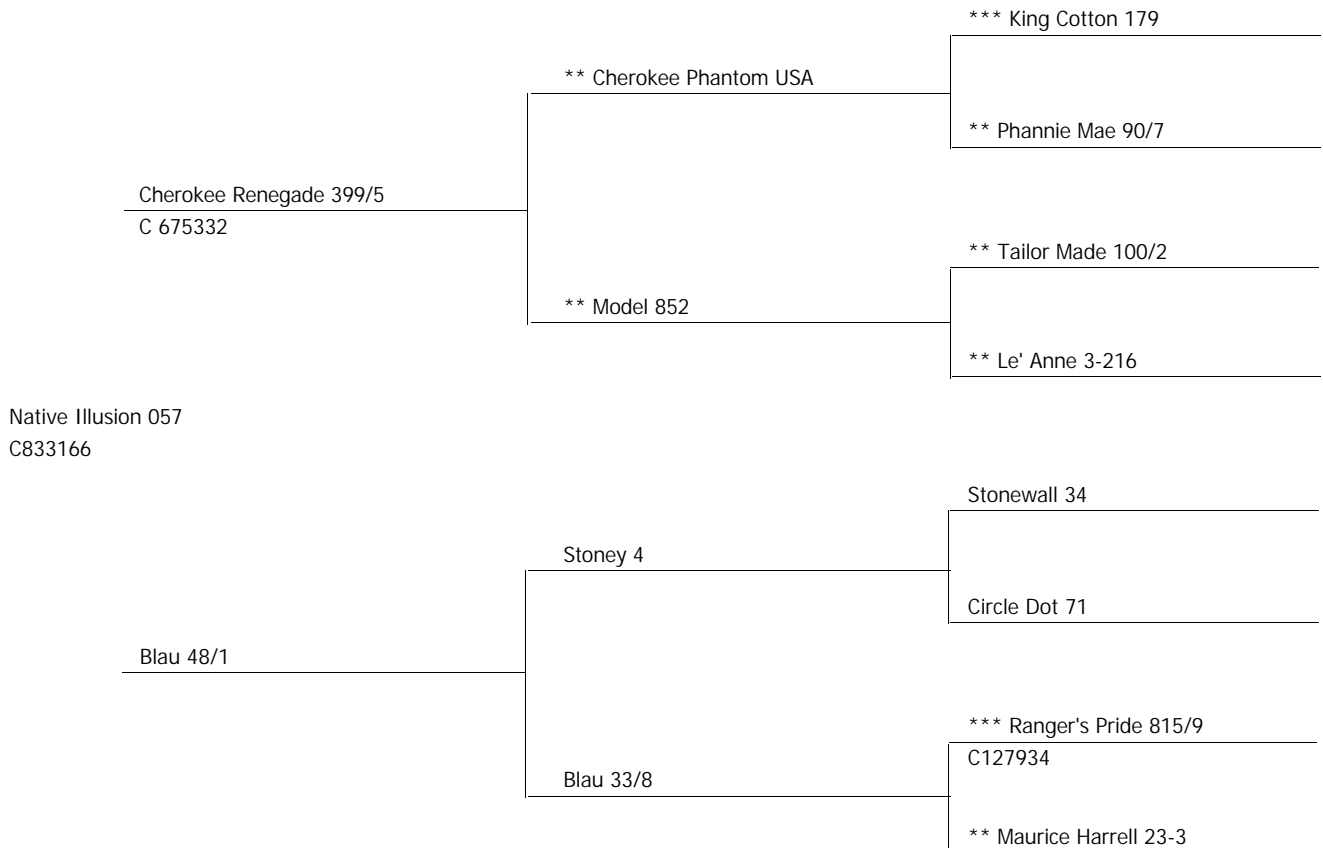 *** King Cotton 179
** Cherokee Phantom USA
** Phannie Mae 90/7
Cherokee Renegade 399/5
C 675332
** Tailor Made 100/2
** Model 852
** Le' Anne 3-216
Native Illusion 057
C833166
Stonewall 34
Stoney 4
Circle Dot 71
Blau 48/1
*** Ranger's Pride 815/9
C127934
Blau 33/8
** Maurice Harrell 23-3